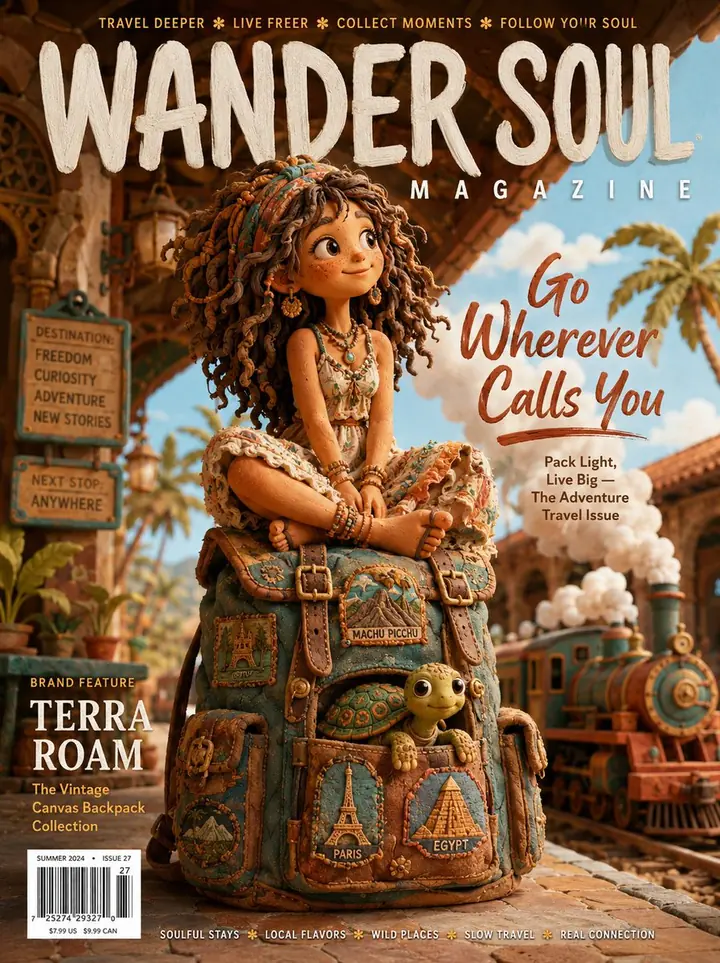 TRAVEL DEEPER ✻ LIVE FREER ✻ COLLECT MOMENTS ✻ FOLLOW YOUR SOUL
WANDER SOUL
MAGAZINE
Go
Wherever
Calls You
Pack Light,
Live Big —
The Adventure
Travel Issue
DESTINATION:
FREEDOM
CURIOSITY
ADVENTURE
NEW STORIES
NEXT STOP:
ANYWHERE
MACHU PICCHU
PARIS
EGYPT
BRAND FEATURE
TERRA
ROAM
The Vintage
Canvas Backpack
Collection
SUMMER 2024 • ISSUE 27
27
7 25274 29327 0
$7.99 US $9.99 CAN
SOULFUL STAYS ✻ LOCAL FLAVORS ✻ WILD PLACES ✻ SLOW TRAVEL ✻ REAL CONNECTION